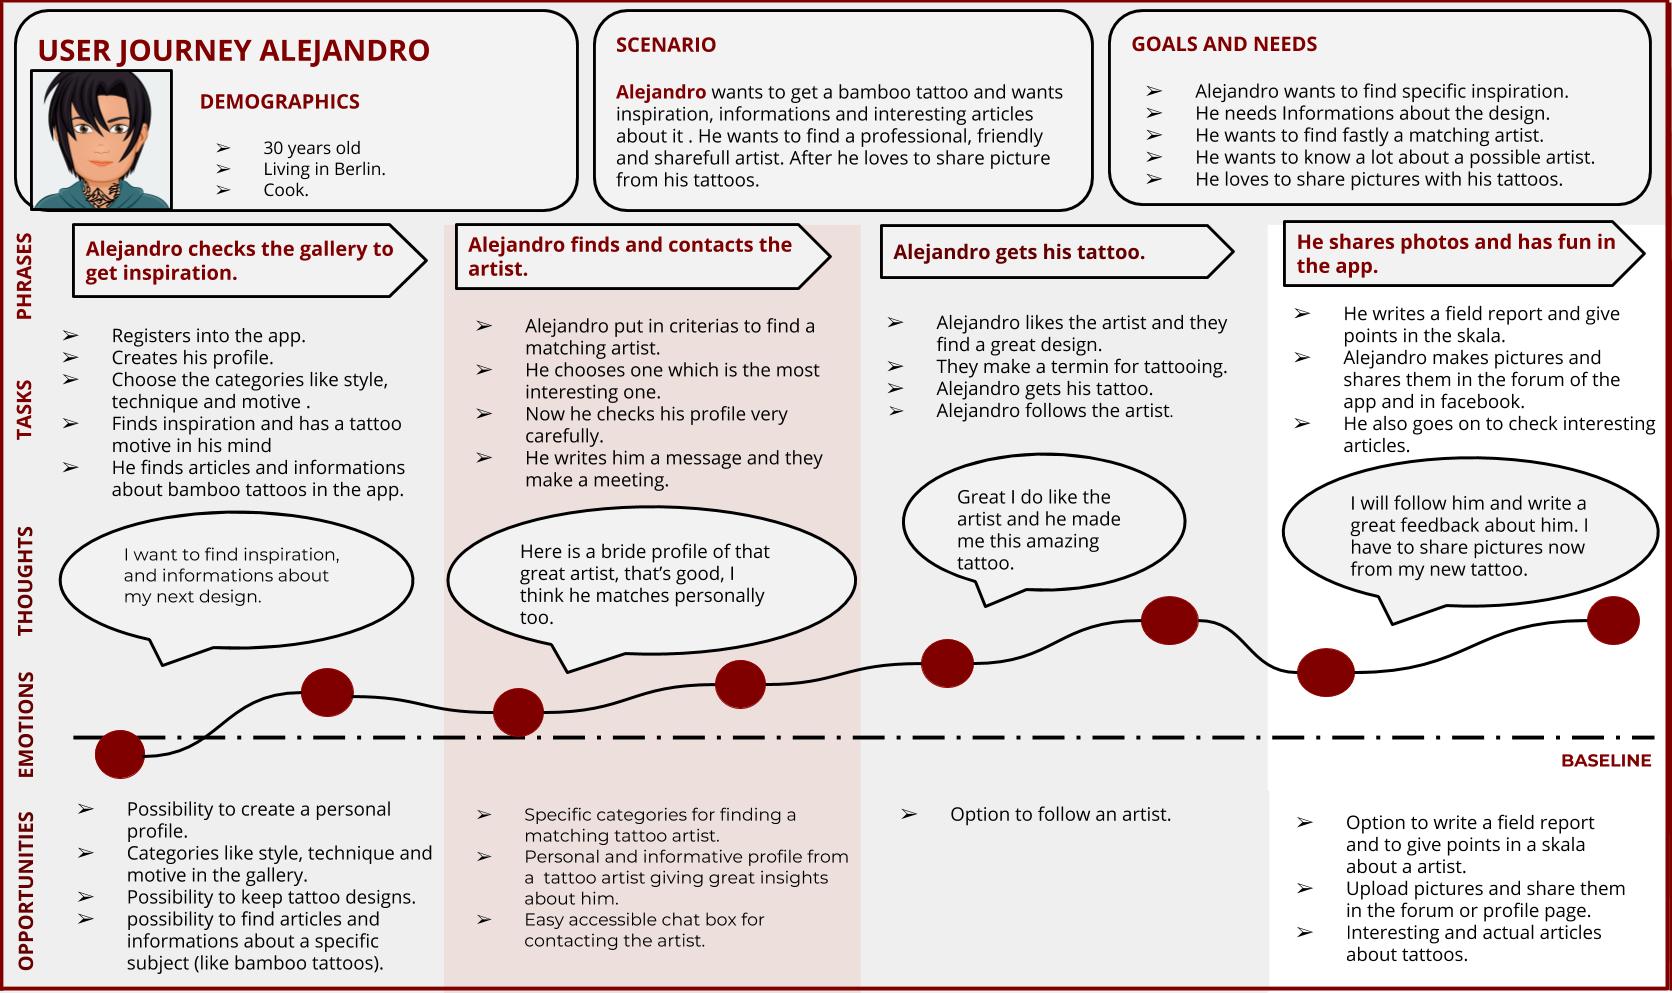 USER JOURNEY ALEJANDRO
DEMOGRAPHICS
➢ 30 years old
➢ Living in Berlin.
➢ Cook.
SCENARIO
Alejandro wants to get a bamboo tattoo and wants
inspiration, informations and interesting articles
about it . He wants to find a professional, friendly
and sharefull artist. After he loves to share picture
from his tattoos.
GOALS AND NEEDS
➢ Alejandro wants to find specific inspiration.
➢ He needs Informations about the design.
➢ He wants to find fastly a matching artist.
➢ He wants to know a lot about a possible artist.
➢ He loves to share pictures with his tattoos.
PHRASES
Alejandro checks the gallery to
get inspiration.
Alejandro finds and contacts the
artist.
Alejandro gets his tattoo.
He shares photos and has fun in
the app.
TASKS
➢ Registers into the app.
➢ Creates his profile.
➢ Choose the categories like style,
technique and motive .
➢ Finds inspiration and has a tattoo
motive in his mind
➢ He finds articles and informations
about bamboo tattoos in the app.
➢ Alejandro put in criterias to find a
matching artist.
➢ He chooses one which is the most
interesting one.
➢ Now he checks his profile very
carefully.
➢ He writes him a message and they
make a meeting.
➢ Alejandro likes the artist and they
find a great design.
➢ They make a termin for tattooing.
➢ Alejandro gets his tattoo.
➢ Alejandro follows the artist.
➢ He writes a field report and give
points in the skala.
➢ Alejandro makes pictures and
shares them in the forum of the
app and in facebook.
➢ He also goes on to check interesting
articles.
THOUGHTS
I want to find inspiration,
and informations about
my next design.
Here is a bride profile of that
great artist, that’s good, I
think he matches personally
too.
Great I do like the
artist and he made
me this amazing
tattoo.
I will follow him and write a
great feedback about him. I
have to share pictures now
from my new tattoo.
EMOTIONS
BASELINE
OPPORTUNITIES
➢ Possibility to create a personal
profile.
➢ Categories like style, technique and
motive in the gallery.
➢ Possibility to keep tattoo designs.
➢ possibility to find articles and
informations about a specific
subject (like bamboo tattoos).
➢ Specific categories for finding a
matching tattoo artist.
➢ Personal and informative profile from
a tattoo artist giving great insights
about him.
➢ Easy accessible chat box for
contacting the artist.
➢ Option to follow an artist.
➢ Option to write a field report
and to give points in a skala
about a artist.
➢ Upload pictures and share them
in the forum or profile page.
➢ Interesting and actual articles
about tattoos.